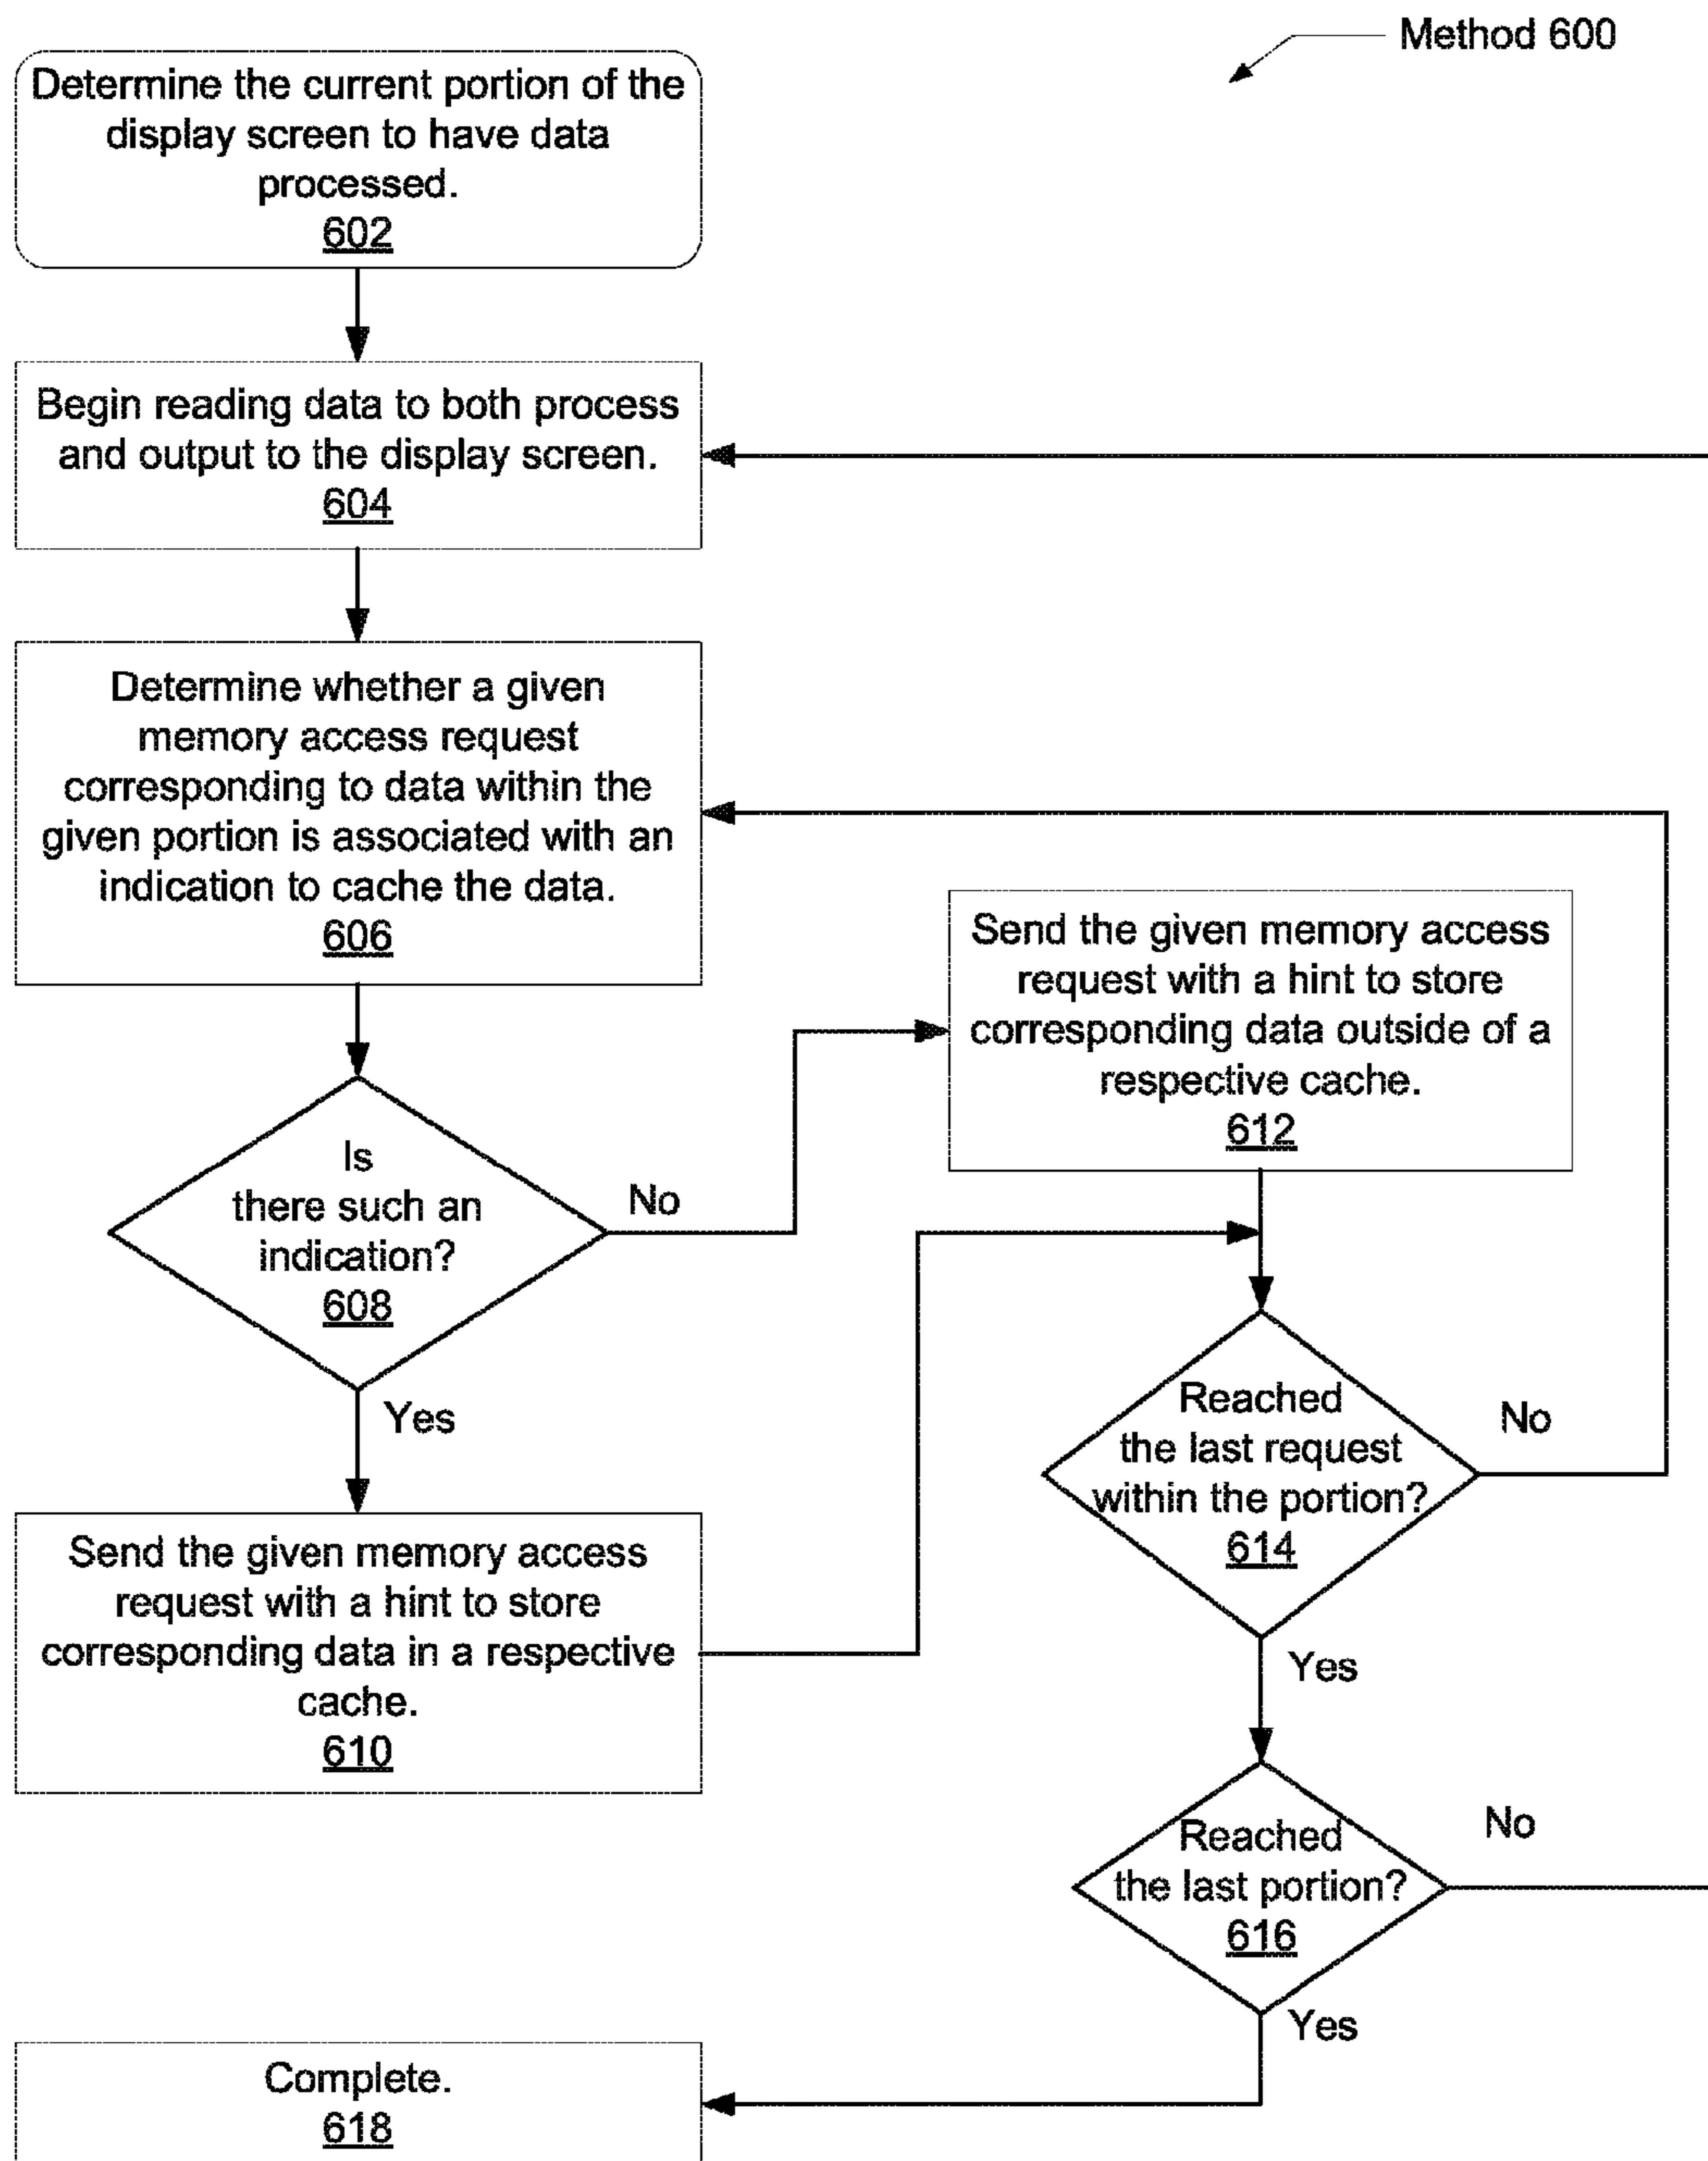 Method 600
Determine the current portion of the
display screen to have data
processed.
602
Begin reading data to both process
and output to the display screen.
604
Determine whether a given
memory access request
corresponding to data within the
given portion is associated with an
indication to cache the data.
606
Is
there such an
indication?
608
No
Yes
Send the given memory access
request with a hint to store
corresponding data in a respective
cache.
610
Send the given memory access
request with a hint to store
corresponding data outside of a
respective cache.
612
Reached
the last request
within the portion?
614
No
Yes
Reached
the last portion?
616
No
Yes
Complete.
618